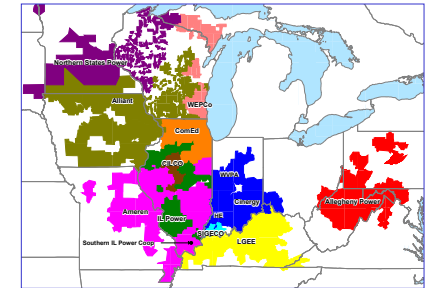 Northern States Power
Alliant
WEPCo
ComEd
CILCO
WVPA
Ameren
Cinergy
Allegheny Power
IL Power
HE
SIGECO
Southern IL Power Coop
LGEE